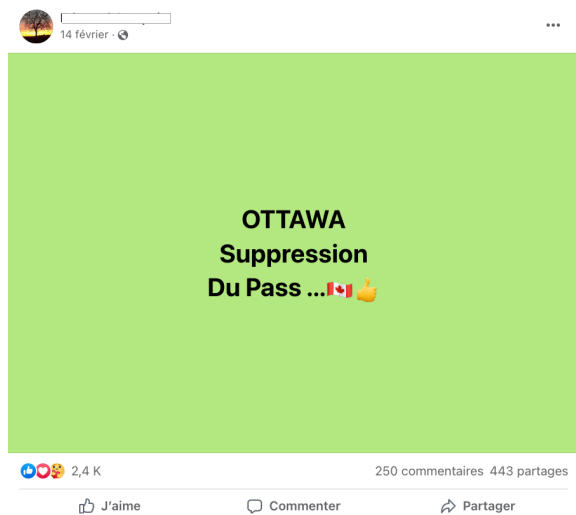 14 février
OTTAWA
Suppression
Du Pass ...🇨🇦👍
2,4 K
250 commentaires 443 partages
J'aime
Commenter
Partager